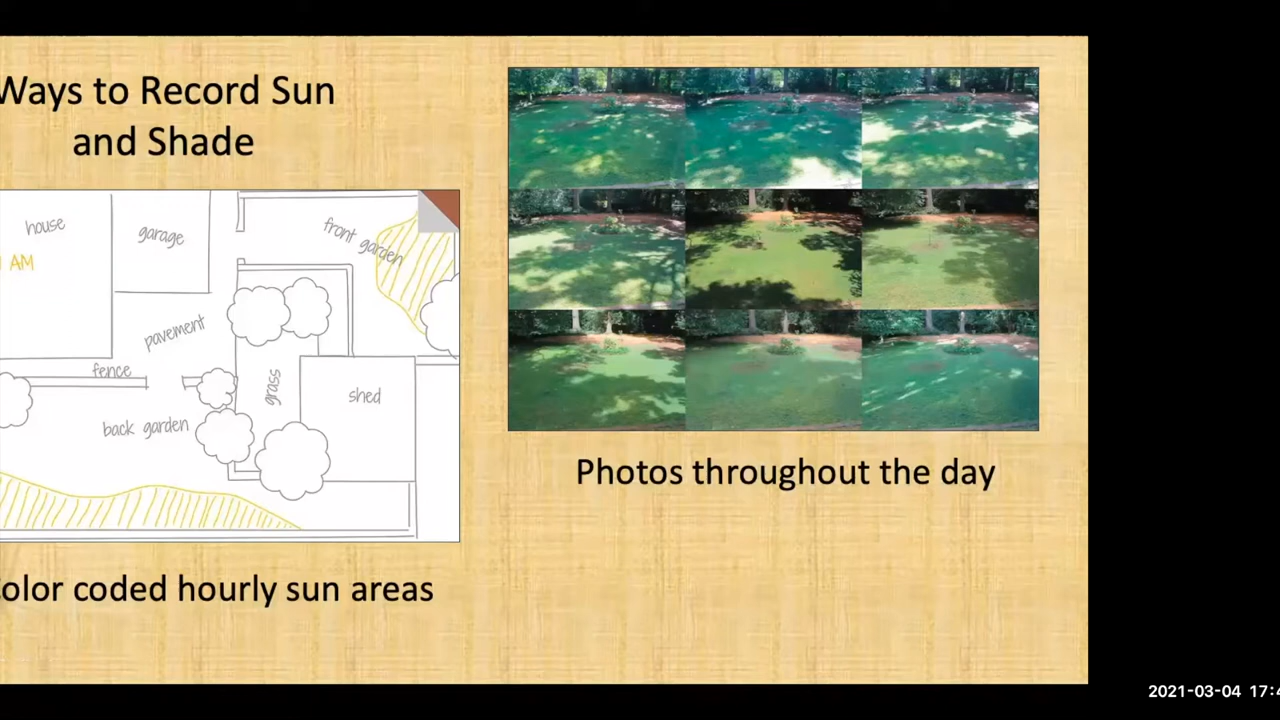 Ways to Record Sun
and Shade
house
garage
front garden
AM
pavement
fence
grass
shed
back garden
Photos throughout the day
olor coded hourly sun areas
2021-03-04 17:4